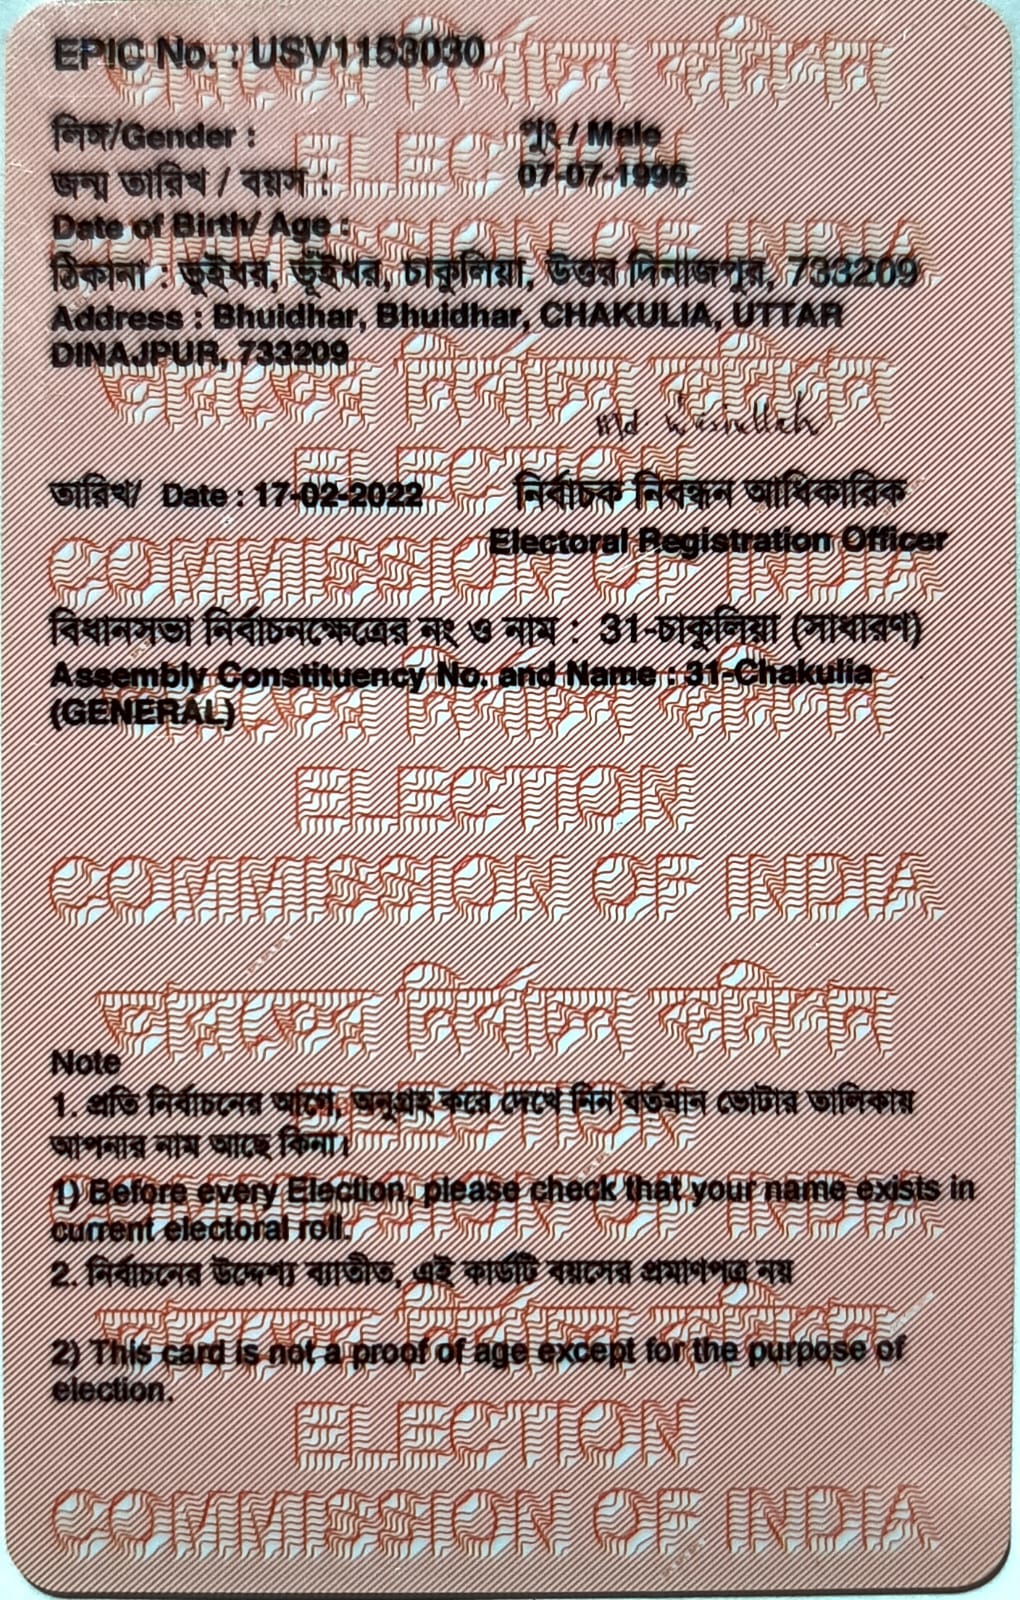 EPIC No. : USV1153030
লিঙ্গ/Gender : পুং / Male
জন্ম তারিখ / বয়স : 07-07-1996
Date of Birth/ Age :
ঠিকানা : ভুইধর, ভূঁইধর, চাকুলিয়া, উত্তর দিনাজপুর, 733209
Address : Bhuidhar, Bhuidhar, CHAKULIA, UTTAR
DINAJPUR, 733209
তারিখ/ Date : 17-02-2022 নির্বাচক নিবন্ধন আধিকারিক
Electoral Registration Officer
বিধানসভা নির্বাচনক্ষেত্রের নং ও নাম : 31-চাকুলিয়া (সাধারণ)
Assembly Constituency No. and Name : 31-Chakulia
(GENERAL)
ELECTION
COMMISSION OF INDIA
ভারতের নির্বাচন কমিশন
Note
1. প্রতি নির্বাচনের আগে, অনুগ্রহ করে দেখে নিন বর্তমান ভোটার তালিকায়
আপনার নাম আছে কিনা।
1) Before every Election, please check that your name exists in
current electoral roll.
2. নির্বাচনের উদ্দেশ্য ব্যাতীত, এই কার্ডটি বয়সের প্রমাণপত্র নয়
2) This card is not a proof of age except for the purpose of
election.
ELECTION
COMMISSION OF INDIA